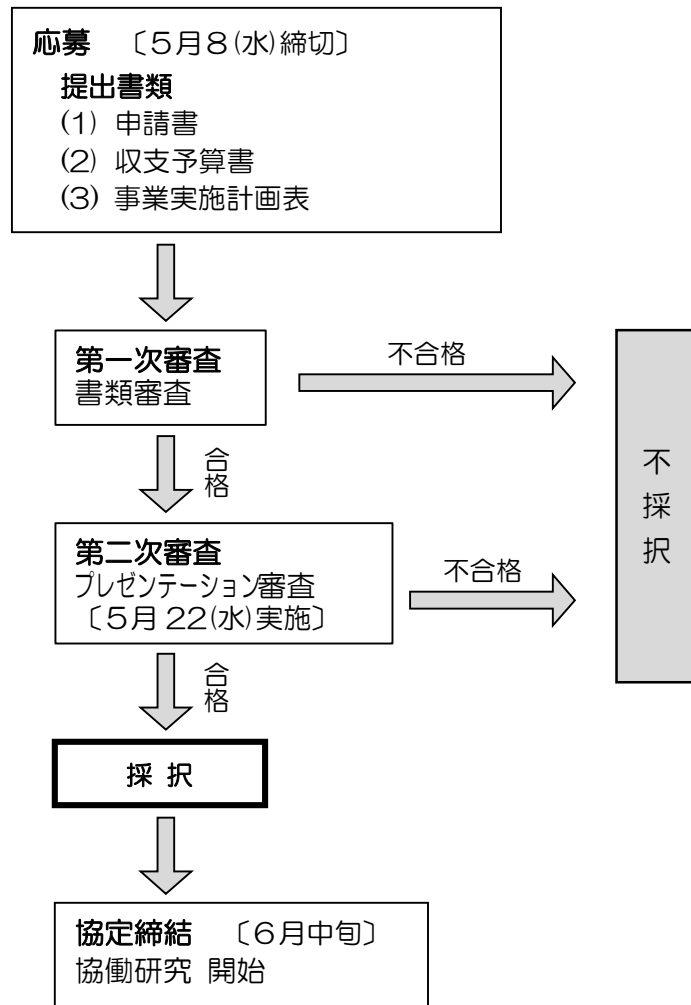 応募 〔5月8(水)締切〕
提出書類
(1) 申請書
(2) 収支予算書
(3) 事業実施計画表
第一次審査
書類審査
不合格
合格
第二次審査
プレゼンテーション審査
〔5月22(水)実施〕
不合格
不採択
合格
採 択
協定締結 〔6月中旬〕
協働研究 開始